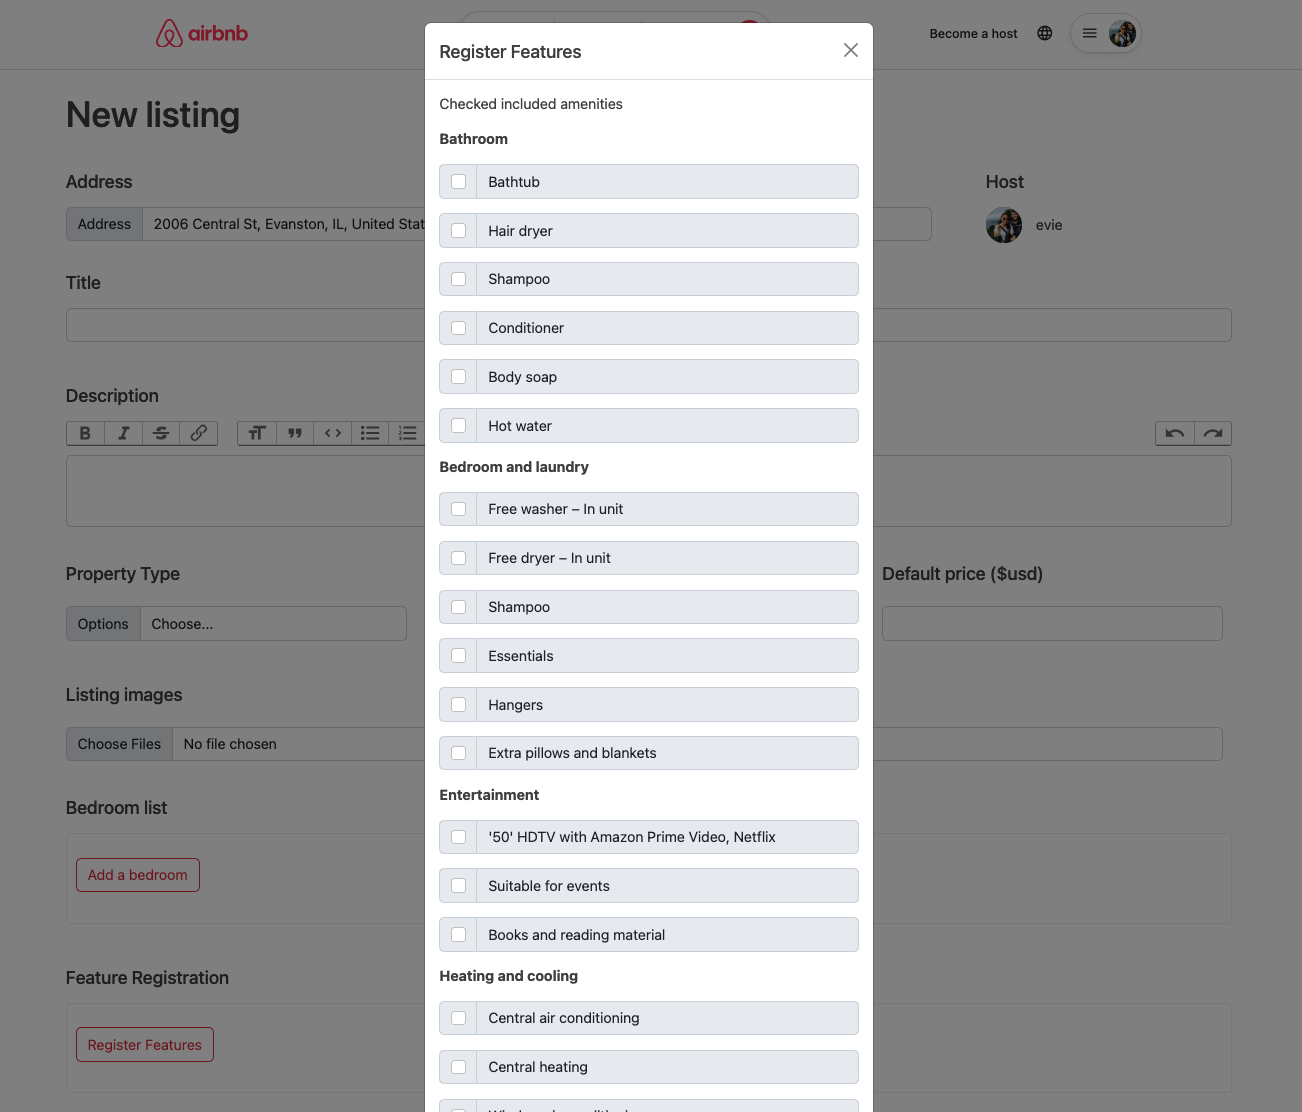 airbnb
Become a host
Register Features
New listing
Checked included amenities
Bathroom
Bathtub
Hair dryer
Shampoo
Conditioner
Body soap
Hot water
Bedroom and laundry
Free washer – In unit
Free dryer – In unit
Shampoo
Essentials
Hangers
Extra pillows and blankets
Entertainment
'50' HDTV with Amazon Prime Video, Netflix
Suitable for events
Books and reading material
Heating and cooling
Central air conditioning
Central heating
Address
Address 2006 Central St, Evanston, IL, United Stat
Host
evie
Title
Description
Property Type
Options Choose...
Default price ($usd)
Listing images
Choose Files No file chosen
Bedroom list
Add a bedroom
Feature Registration
Register Features